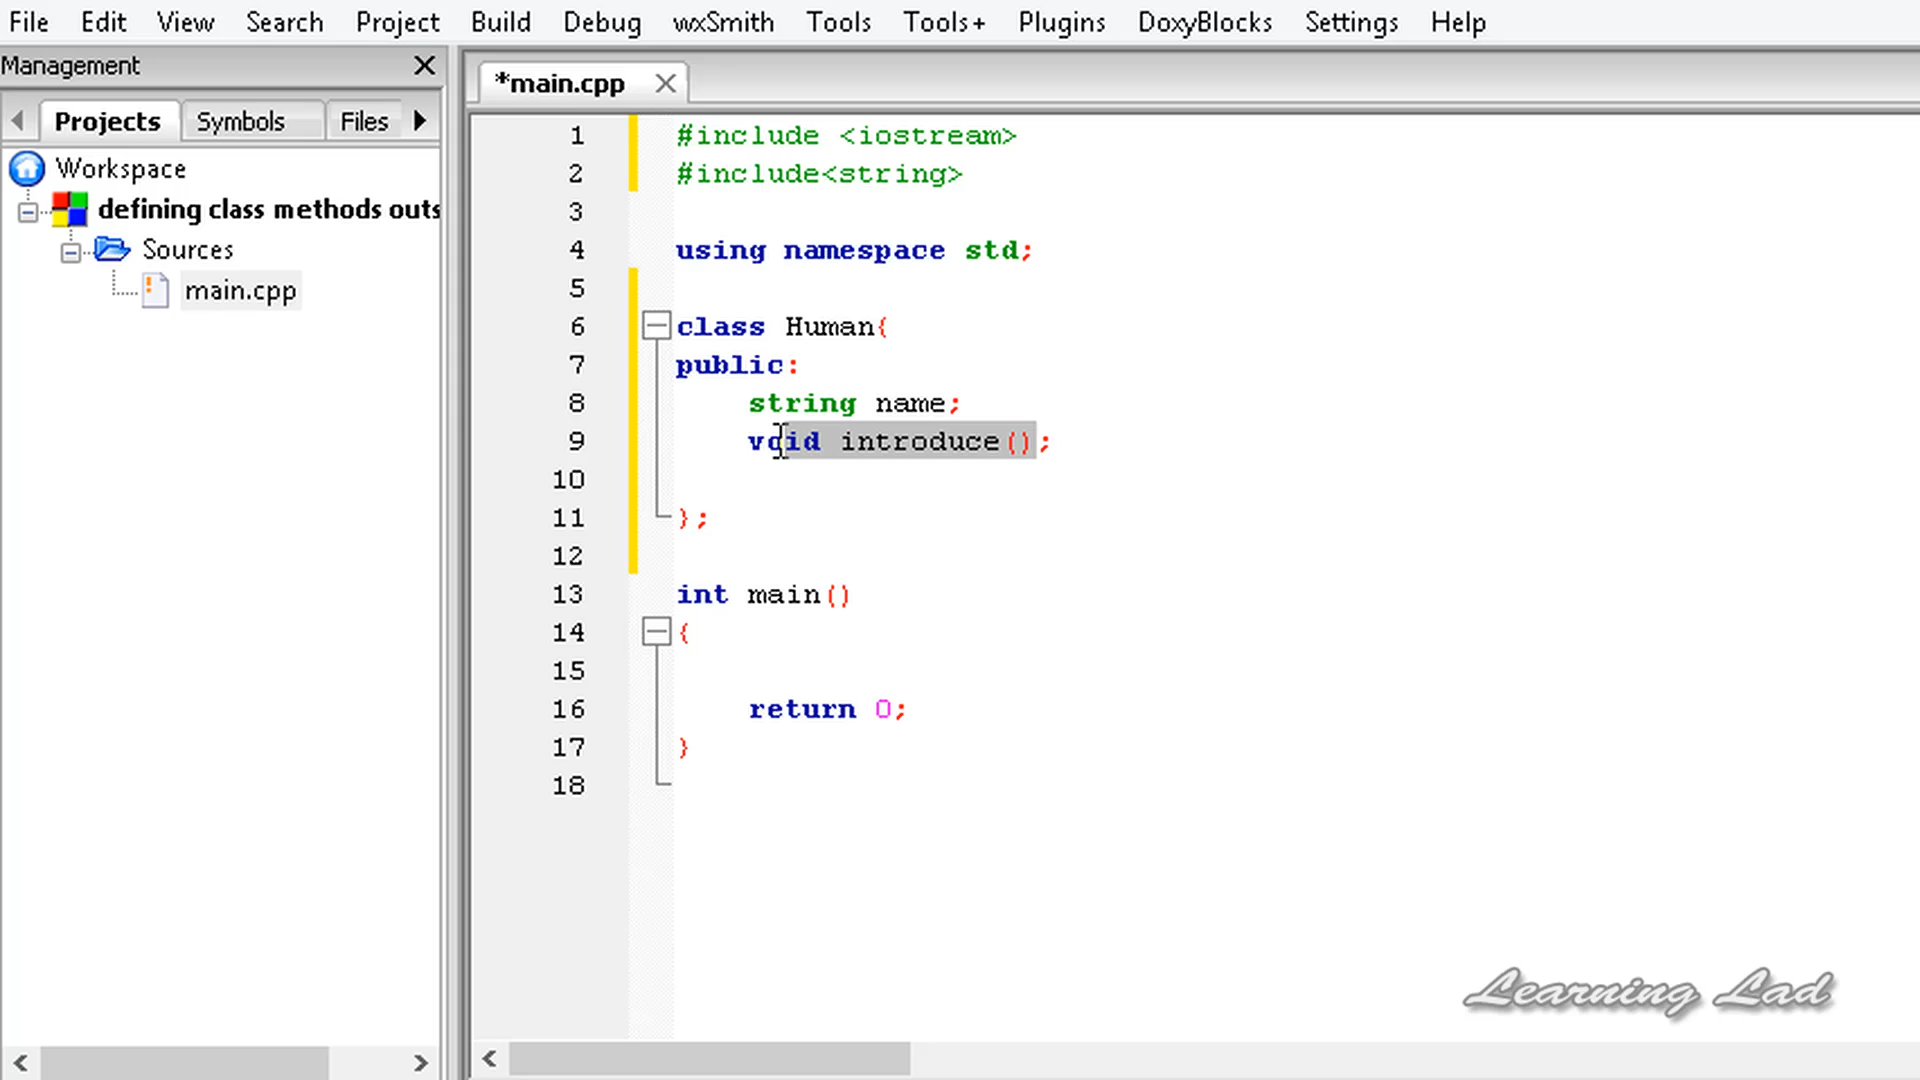 File Edit View Search Project Build Debug wxSmith Tools Tools+ Plugins DoxyBlocks Settings Help
Management
*main.cpp
Projects Symbols Files
Workspace
defining class methods outs
Sources
main.cpp
1 #include <iostream>
2 #include<string>
3
4 using namespace std;
5
6 class Human{
7 public:
8 string name;
9 void introduce();
10
11 };
12
13 int main()
14 {
15
16 return 0;
17 }
18
Learning Lad